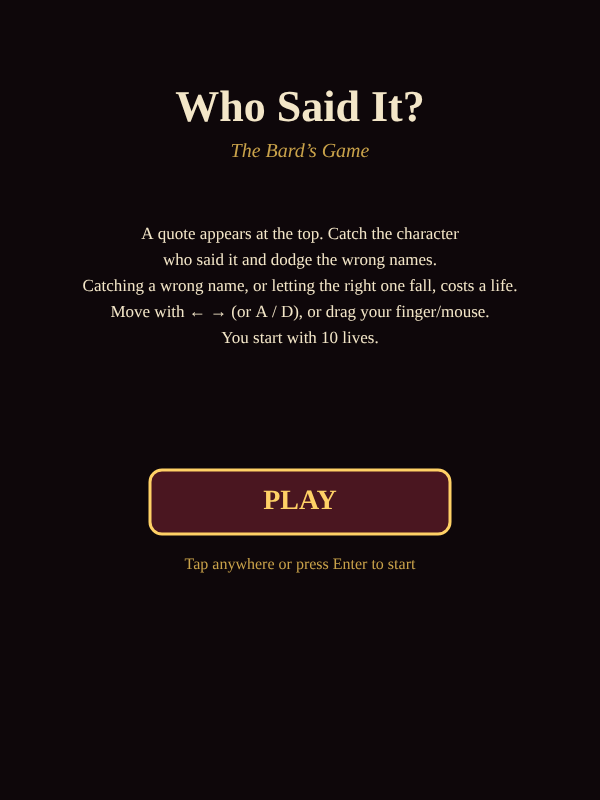 Who Said It?
The Bard’s Game
A quote appears at the top. Catch the character
who said it and dodge the wrong names.
Catching a wrong name, or letting the right one fall, costs a life.
Move with ← → (or A / D), or drag your finger/mouse.
You start with 10 lives.
PLAY
Tap anywhere or press Enter to start